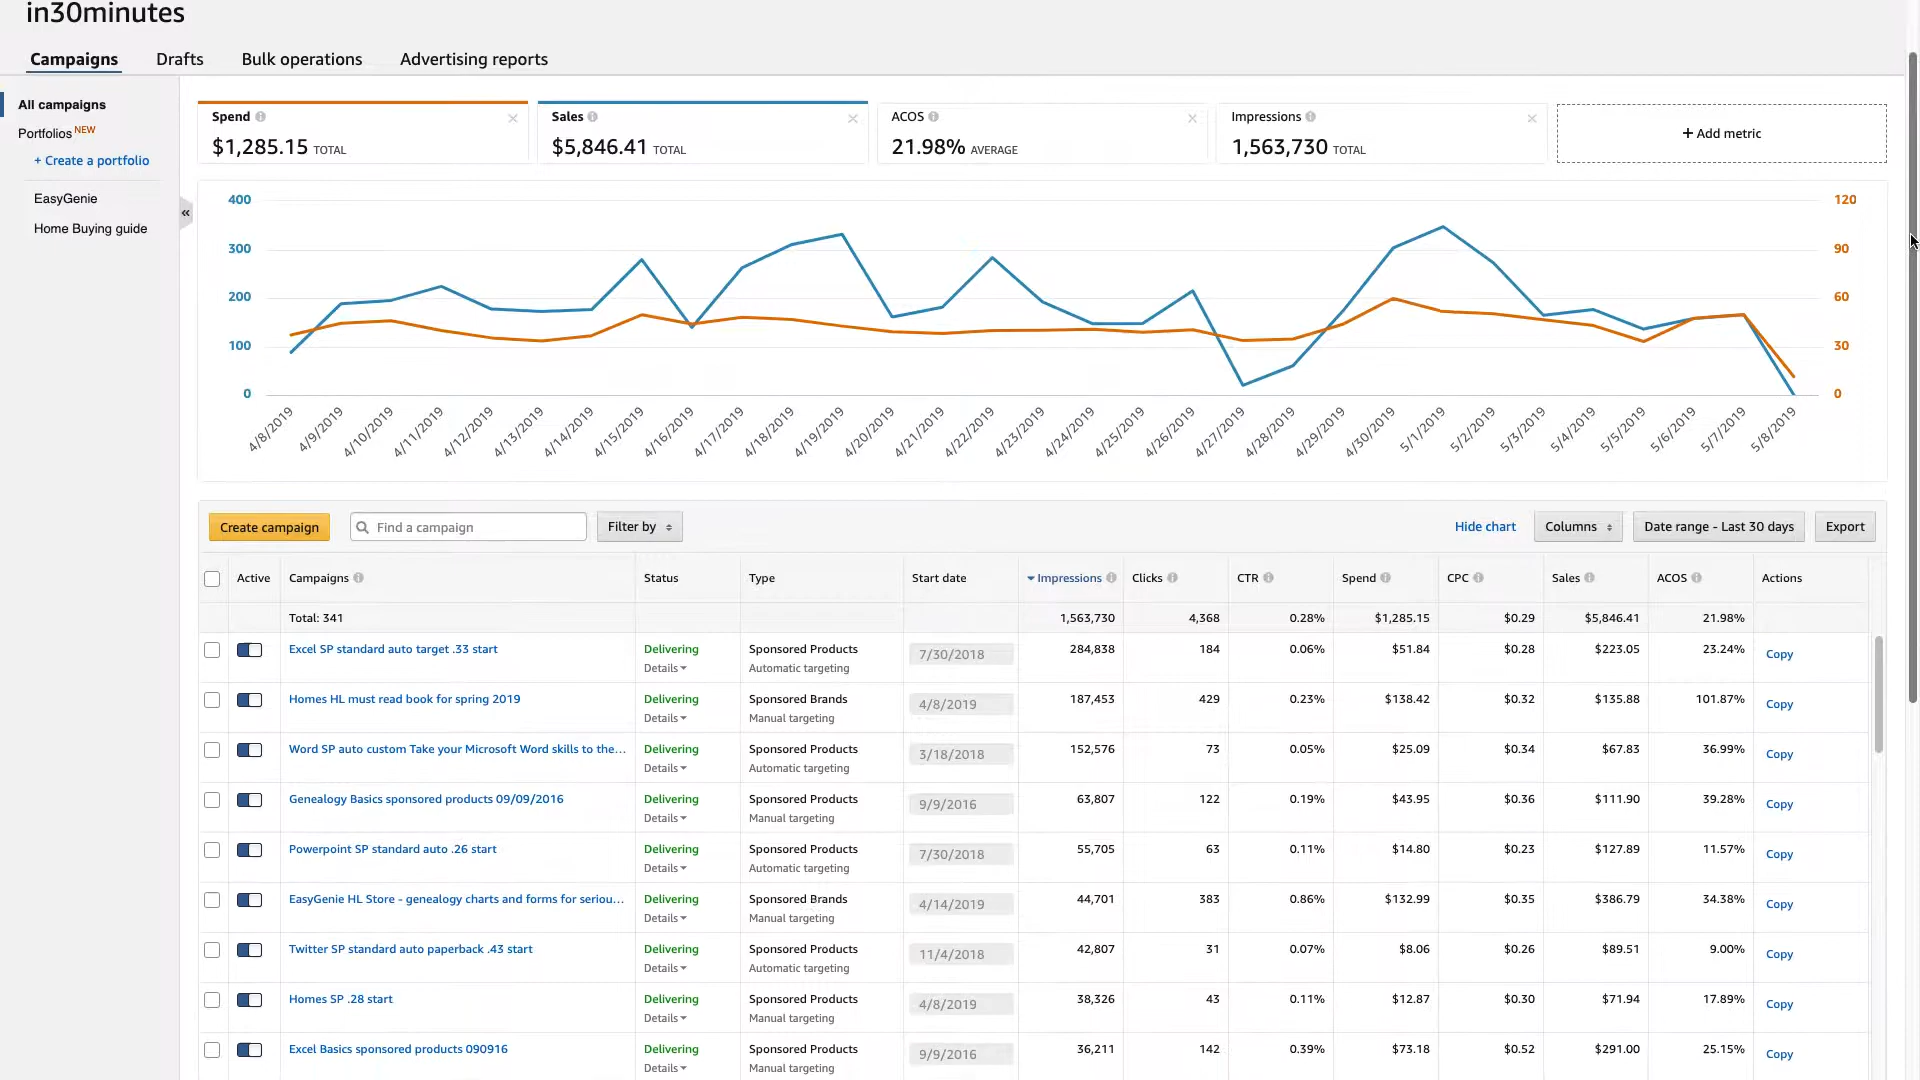 in30minutes
Campaigns Drafts Bulk operations Advertising reports
All campaigns
Portfolios NEW
+ Create a portfolio
EasyGenie
Home Buying guide
Spend
$1,285.15 TOTAL
Sales
$5,846.41 TOTAL
ACOS
21.98% AVERAGE
Impressions
1,563,730 TOTAL
+ Add metric
400 120
300 90
200 60
100 30
0 0
4/8/2019 4/9/2019 4/10/2019 4/11/2019 4/12/2019 4/13/2019 4/14/2019 4/15/2019 4/16/2019 4/17/2019 4/18/2019 4/19/2019 4/20/2019 4/21/2019 4/22/2019 4/23/2019 4/24/2019 4/25/2019 4/26/2019 4/27/2019 4/28/2019 4/29/2019 4/30/2019 5/1/2019 5/2/2019 5/3/2019 5/4/2019 5/5/2019 5/6/2019 5/7/2019 5/8/2019
Create campaign Find a campaign Filter by Hide chart Columns Date range - Last 30 days Export
Active Campaigns Status Type Start date Impressions Clicks CTR Spend CPC Sales ACOS Actions
Total: 341 1,563,730 4,368 0.28% $1,285.15 $0.29 $5,846.41 21.98%
Excel SP standard auto target .33 start Delivering Sponsored Products 7/30/2018 284,838 184 0.06% $51.84 $0.28 $223.05 23.24% Copy
Details Automatic targeting
Homes HL must read book for spring 2019 Delivering Sponsored Brands 4/8/2019 187,453 429 0.23% $138.42 $0.32 $135.88 101.87% Copy
Details Manual targeting
Word SP auto custom Take your Microsoft Word skills to the... Delivering Sponsored Products 3/18/2018 152,576 73 0.05% $25.09 $0.34 $67.83 36.99% Copy
Details Automatic targeting
Genealogy Basics sponsored products 09/09/2016 Delivering Sponsored Products 9/9/2016 63,807 122 0.19% $43.95 $0.36 $111.90 39.28% Copy
Details Manual targeting
Powerpoint SP standard auto .26 start Delivering Sponsored Products 7/30/2018 55,705 63 0.11% $14.80 $0.23 $127.89 11.57% Copy
Details Automatic targeting
EasyGenie HL Store - genealogy charts and forms for seriou... Delivering Sponsored Brands 4/14/2019 44,701 383 0.86% $132.99 $0.35 $386.79 34.38% Copy
Details Manual targeting
Twitter SP standard auto paperback .43 start Delivering Sponsored Products 11/4/2018 42,807 31 0.07% $8.06 $0.26 $89.51 9.00% Copy
Details Automatic targeting
Homes SP .28 start Delivering Sponsored Products 4/8/2019 38,326 43 0.11% $12.87 $0.30 $71.94 17.89% Copy
Details Manual targeting
Excel Basics sponsored products 090916 Delivering Sponsored Products 9/9/2016 36,211 142 0.39% $73.18 $0.52 $291.00 25.15% Copy
Details Manual targeting